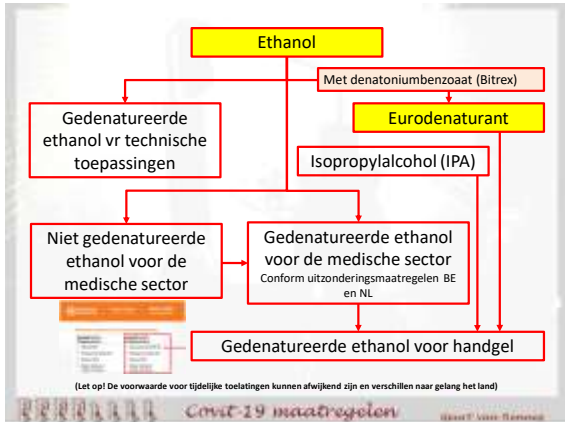 Ethanol
Met denatoniumbenzoaat (Bitrex)
Gedenatureerde
ethanol vr technische
toepassingen
Eurodenaturant
Isopropylalcohol (IPA)
Niet gedenatureerde
ethanol voor de
medische sector
Gedenatureerde ethanol
voor de medische sector
Conform uitzonderingsmaatregelen BE
en NL
Gedenatureerde ethanol voor handgel
(Let op! De voorwaarde voor tijdelijke toelatingen kunnen afwijkend zijn en verschillen naar gelang het land)
Covit-19 maatregelen